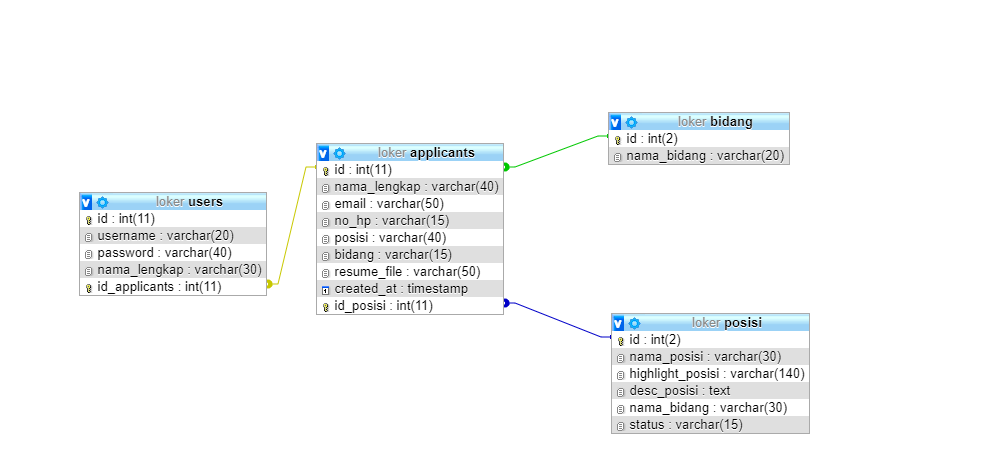 loker users
id : int(11)
username : varchar(20)
password : varchar(40)
nama_lengkap : varchar(30)
id_applicants : int(11)
loker applicants
id : int(11)
nama_lengkap : varchar(40)
email : varchar(50)
no_hp : varchar(15)
posisi : varchar(40)
bidang : varchar(15)
resume_file : varchar(50)
created_at : timestamp
id_posisi : int(11)
loker bidang
id : int(2)
nama_bidang : varchar(20)
loker posisi
id : int(2)
nama_posisi : varchar(30)
highlight_posisi : varchar(140)
desc_posisi : text
nama_bidang : varchar(30)
status : varchar(15)